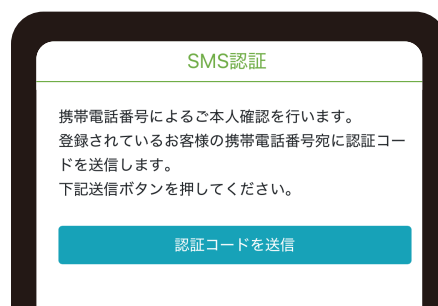 SMS認証
携帯電話番号によるご本人確認を行います。
登録されているお客様の携帯電話番号宛に認証コー
ドを送信します。
下記送信ボタンを押してください。
認証コードを送信